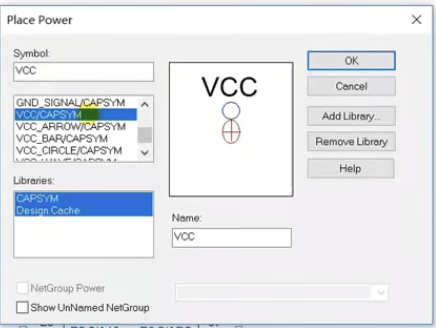 Place Power
Symbol:
VCC
GND_SIGNAL/CAPSYM
VCC/CAPSYM
VCC_ARROW/CAPSYM
VCC_BAR/CAPSYM
VCC_CIRCLE/CAPSYM
Libraries:
CAPSYM
Design Cache
VCC
Name:
VCC
OK
Cancel
Add Library...
Remove Library
Help
NetGroup Power
Show UnNamed NetGroup